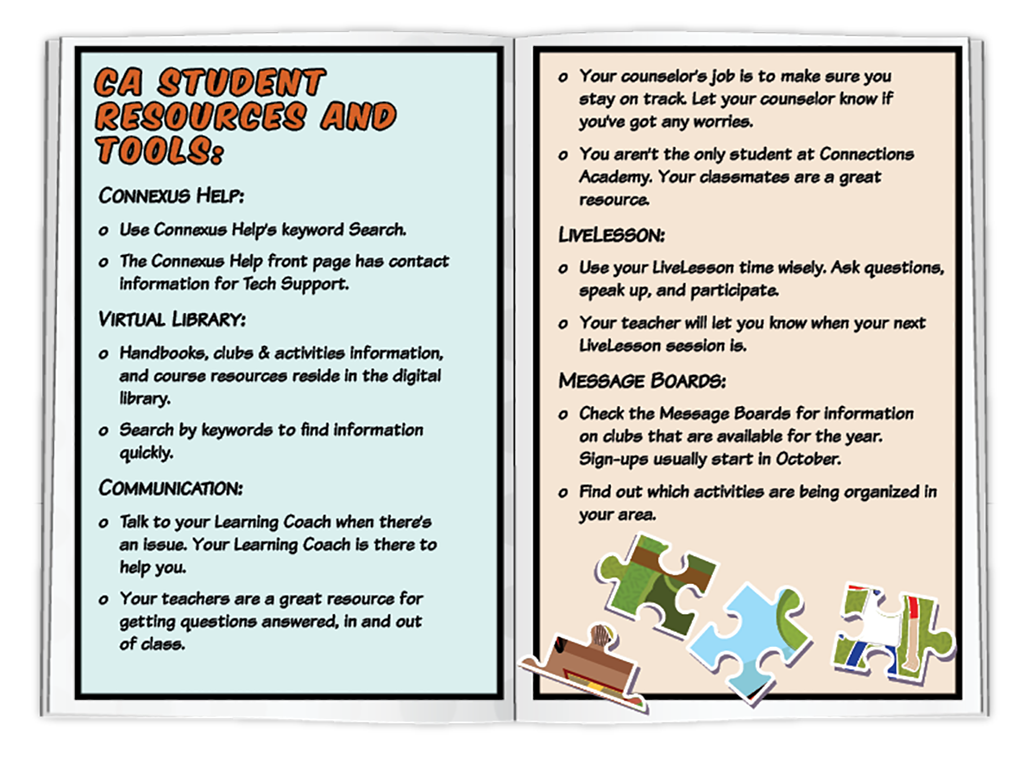 CA STUDENT
RESOURCES AND
TOOLS:
CONNEXUS HELP:
o Use Connexus Help's keyword Search.
o The Connexus Help front page has contact
information for Tech Support.
VIRTUAL LIBRARY:
o Handbooks, clubs & activities information,
and course resources reside in the digital
library.
o Search by keywords to find information
quickly.
COMMUNICATION:
o Talk to your Learning Coach when there's
an issue. Your Learning Coach is there to
help you.
o Your teachers are a great resource for
getting questions answered, in and out
of class.
o Your counselor's job is to make sure you
stay on track. Let your counselor know if
you've got any worries.
o You aren't the only student at Connections
Academy. Your classmates are a great
resource.
LIVELESSON:
o Use your LiveLesson time wisely. Ask questions,
speak up, and participate.
o Your teacher will let you know when your next
LiveLesson session is.
MESSAGE BOARDS:
o Check the Message Boards for information
on clubs that are available for the year.
Sign-ups usually start in October.
o Find out which activities are being organized in
your area.